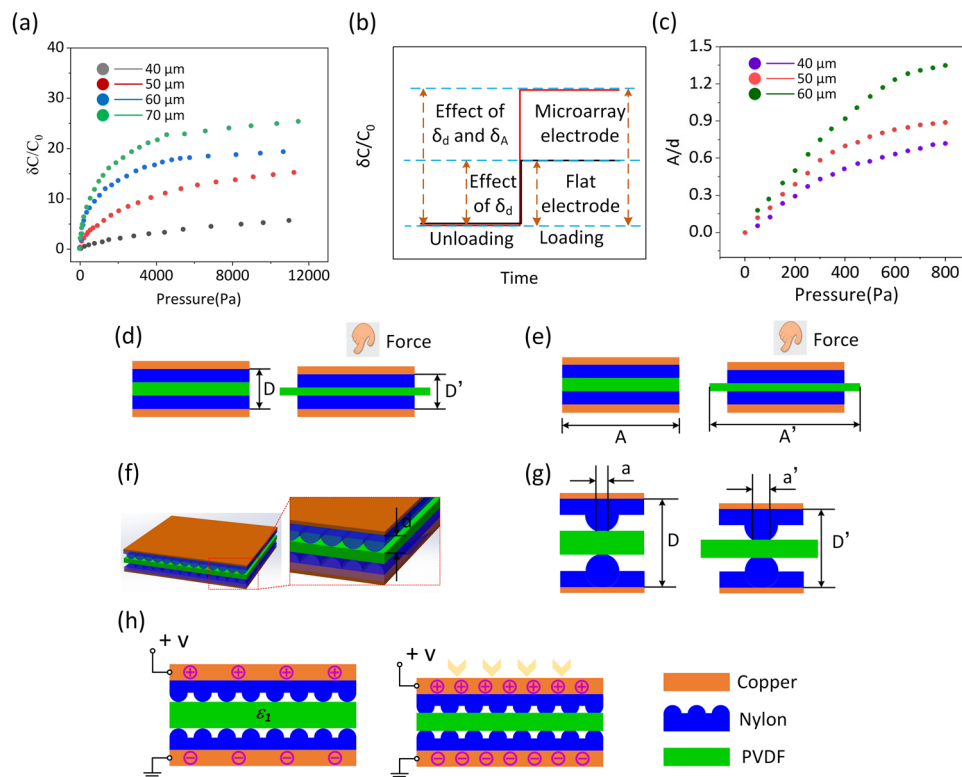 (a)
40
30
20
10
0
δC/C₀
40 μm
50 μm
60 μm
70 μm
0
4000
8000
12000
Pressure(Pa)
(b)
δC/C₀
Effect of
δd and δA
Microarray
electrode
Effect
of δd
Flat
electrode
Unloading
Loading
Time
(c)
1.5
1.2
0.9
0.6
0.3
0.0
A/d
40 μm
50 μm
60 μm
0
200
400
600
800
Pressure(Pa)
(d)
Force
D
D'
(e)
Force
A
A'
(f)
d
(g)
a
a'
D
D'
(h)
+ v
+ v
ε₁
Copper
Nylon
PVDF